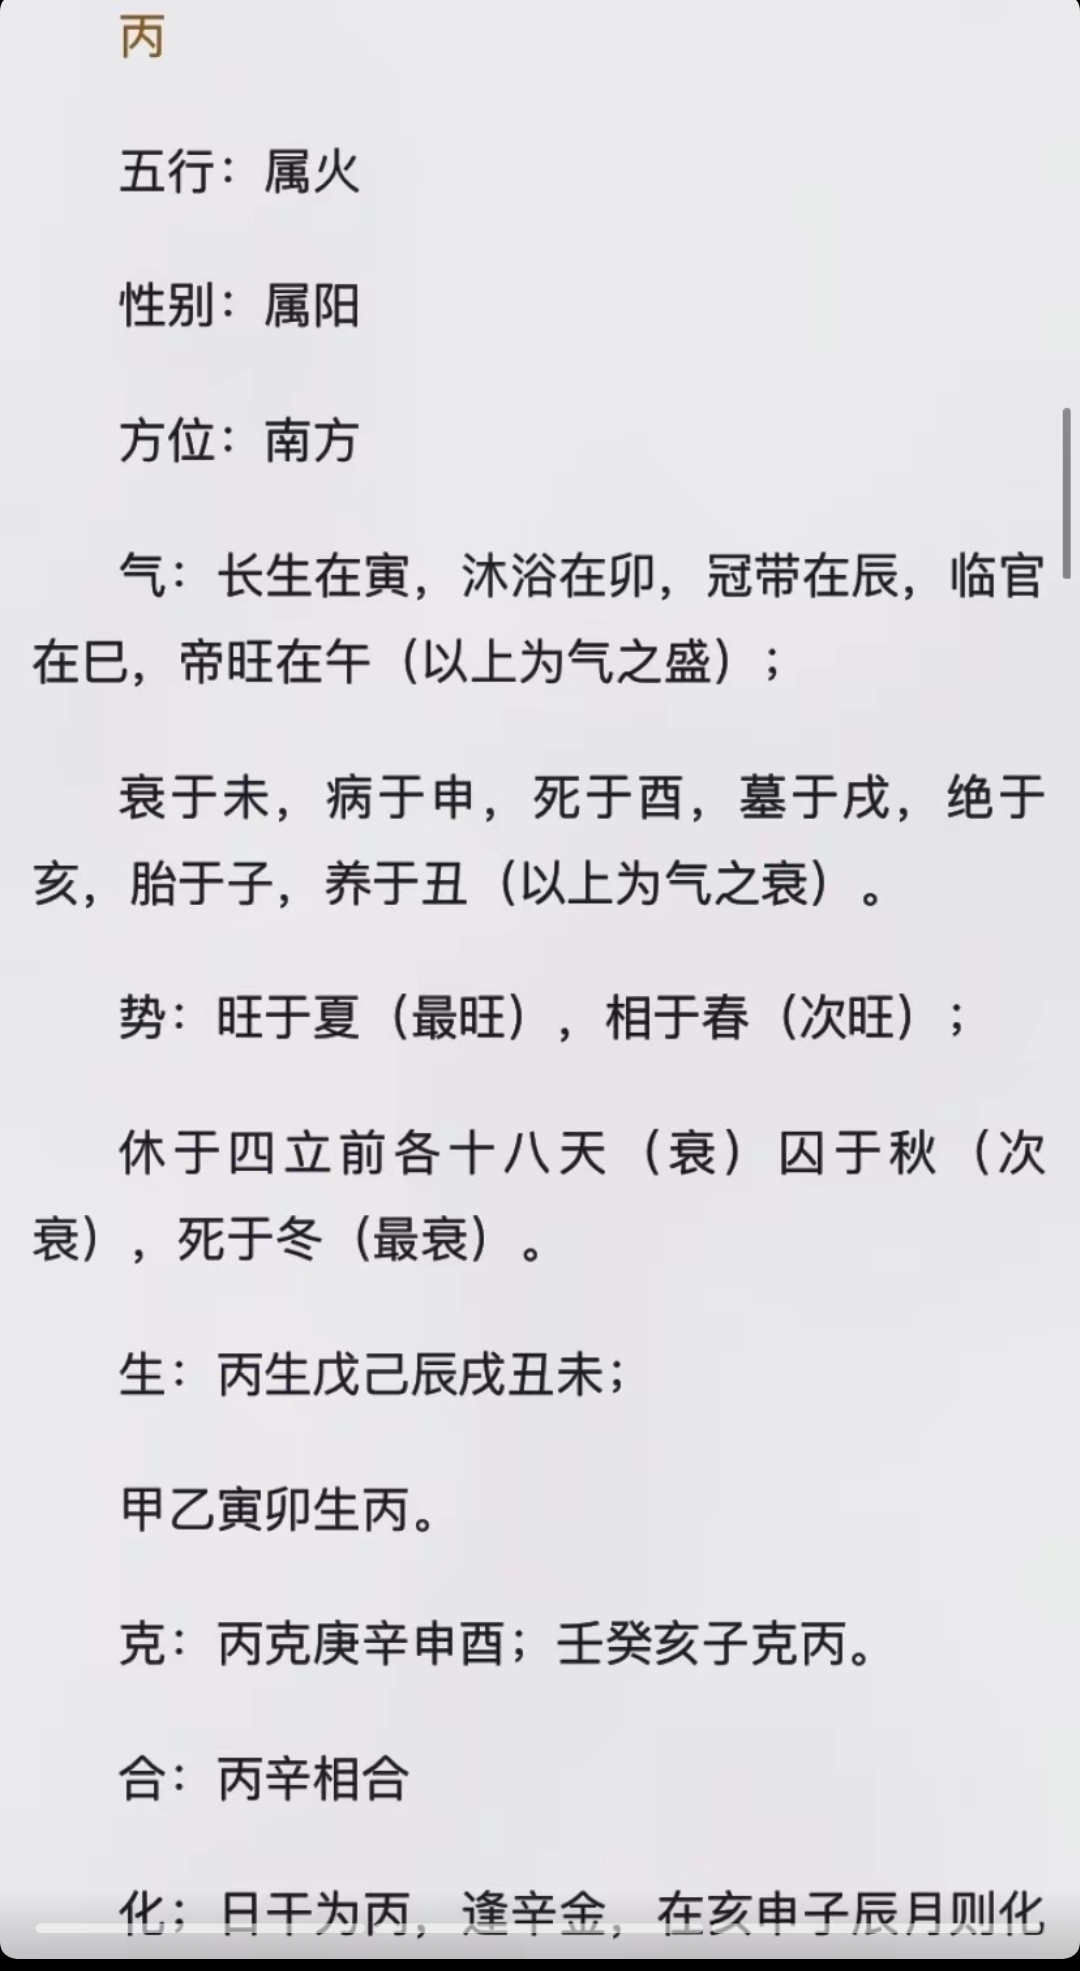 丙
五行：属火
性别：属阳
方位：南方
气：长生在寅，沐浴在卯，冠带在辰，临官
在巳，帝旺在午（以上为气之盛）；
衰于未，病于申，死于酉，墓于戌，绝于
亥，胎于子，养于丑（以上为气之衰）。
势：旺于夏（最旺），相于春（次旺）；
休于四立前各十八天（衰）囚于秋（次
衰），死于冬（最衰）。
生：丙生戊己辰戌丑未；
甲乙寅卯生丙。
克：丙克庚辛申酉；壬癸亥子克丙。
合：丙辛相合
化；日干为丙，逢辛金，在亥申子辰月则化